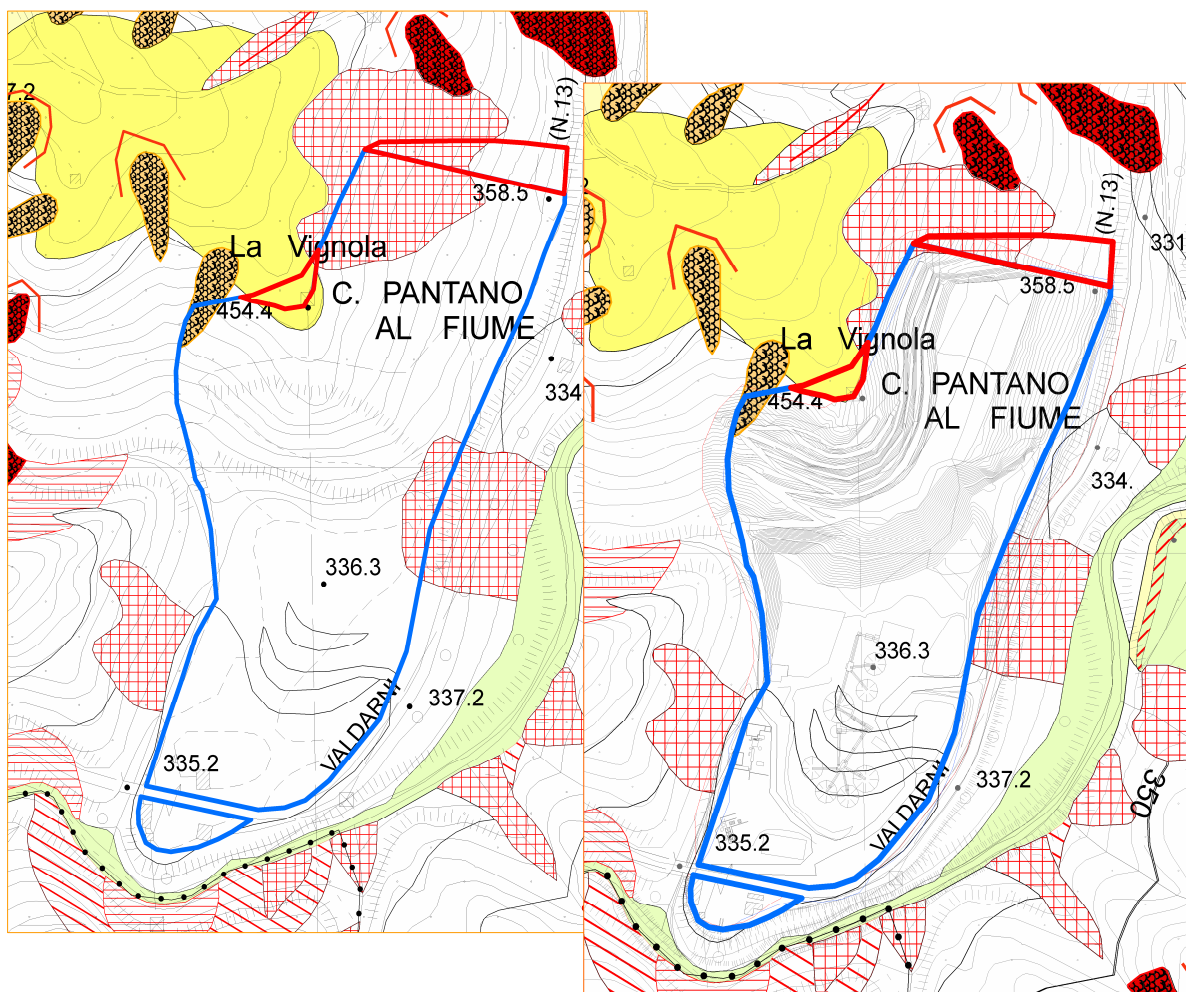 7.2
(N.13)
358.5
La Vignola
454.4
C. PANTANO
AL FIUME
334
336.3
337.2
VALDARNI
335.2
(N.13)
331
358.5
La Vignola
454.4
C. PANTANO
AL FIUME
334.
336.3
337.2
350
VALDARNI
335.2